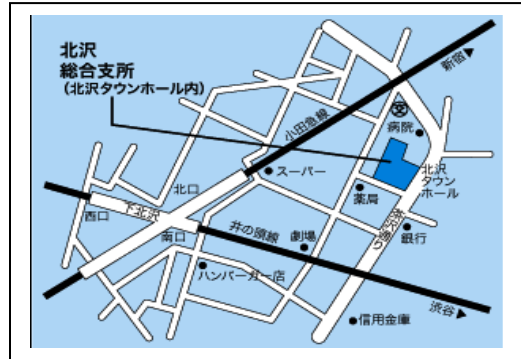 北沢
総合支所
（北沢タウンホール内）
新宿
小田急線
病院
スーパー
北沢
タウン
ホール
北口
薬局
下北沢
西口
茶沢通り
南口
井の頭線
劇場
銀行
ハンバーガー店
渋谷
信用金庫